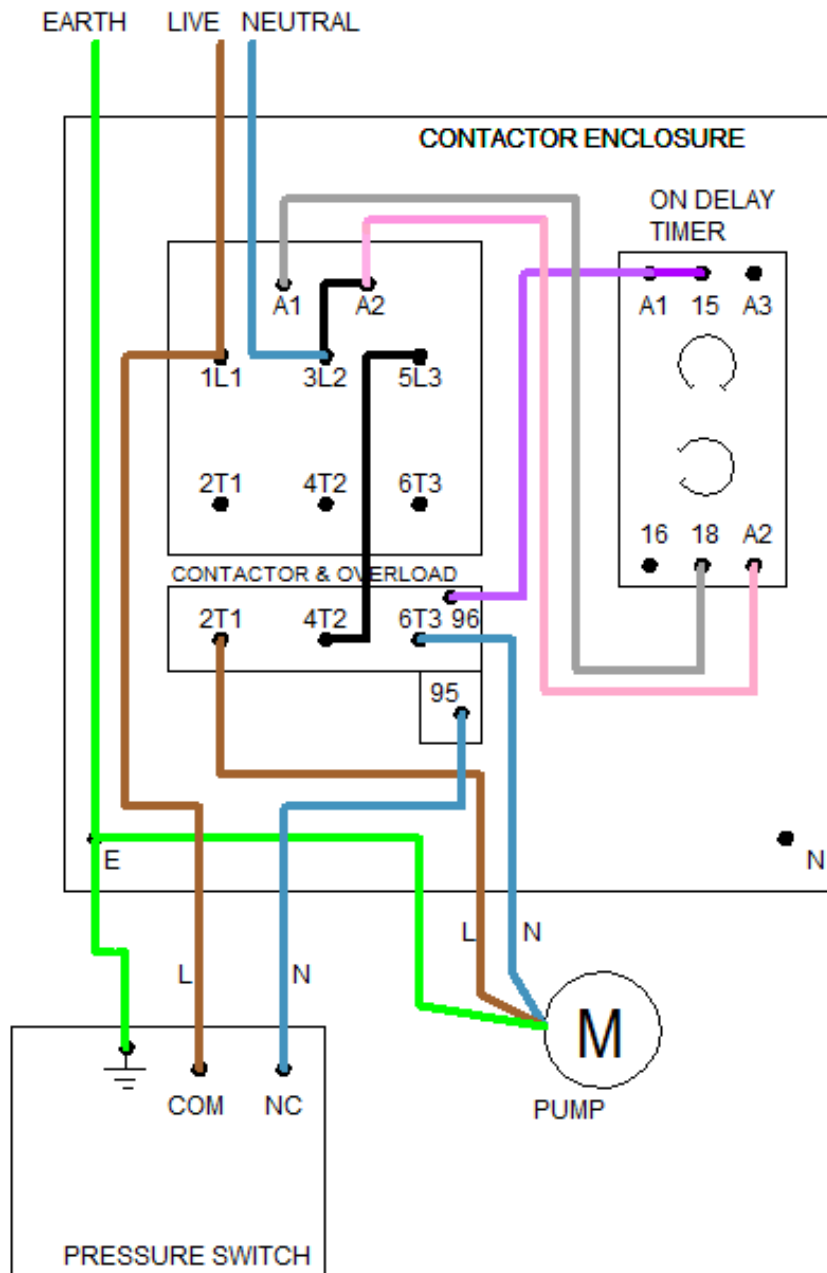 EARTH LIVE NEUTRAL
CONTACTOR ENCLOSURE
ON DELAY
TIMER
A1 A2
A1 15 A3
1L1 3L2 5L3
2T1 4T2 6T3
16 18 A2
CONTACTOR & OVERLOAD
2T1 4T2 6T3 96
95
E
N
L N
L N
M
COM NC
PUMP
PRESSURE SWITCH